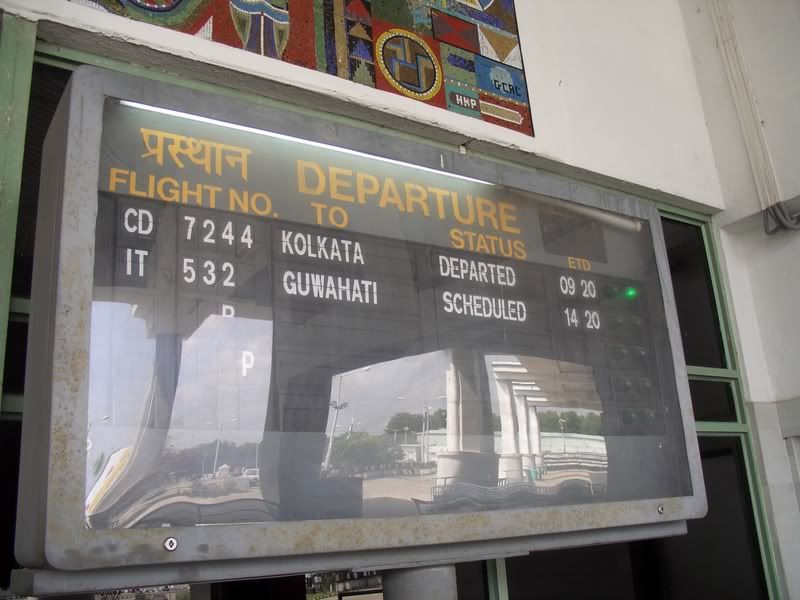 GCRC
HKP
प्रस्थान DEPARTURE
FLIGHT NO. TO STATUS ETD
CD 7244 KOLKATA DEPARTED 09 20
IT 532 GUWAHATI SCHEDULED 14 20
P